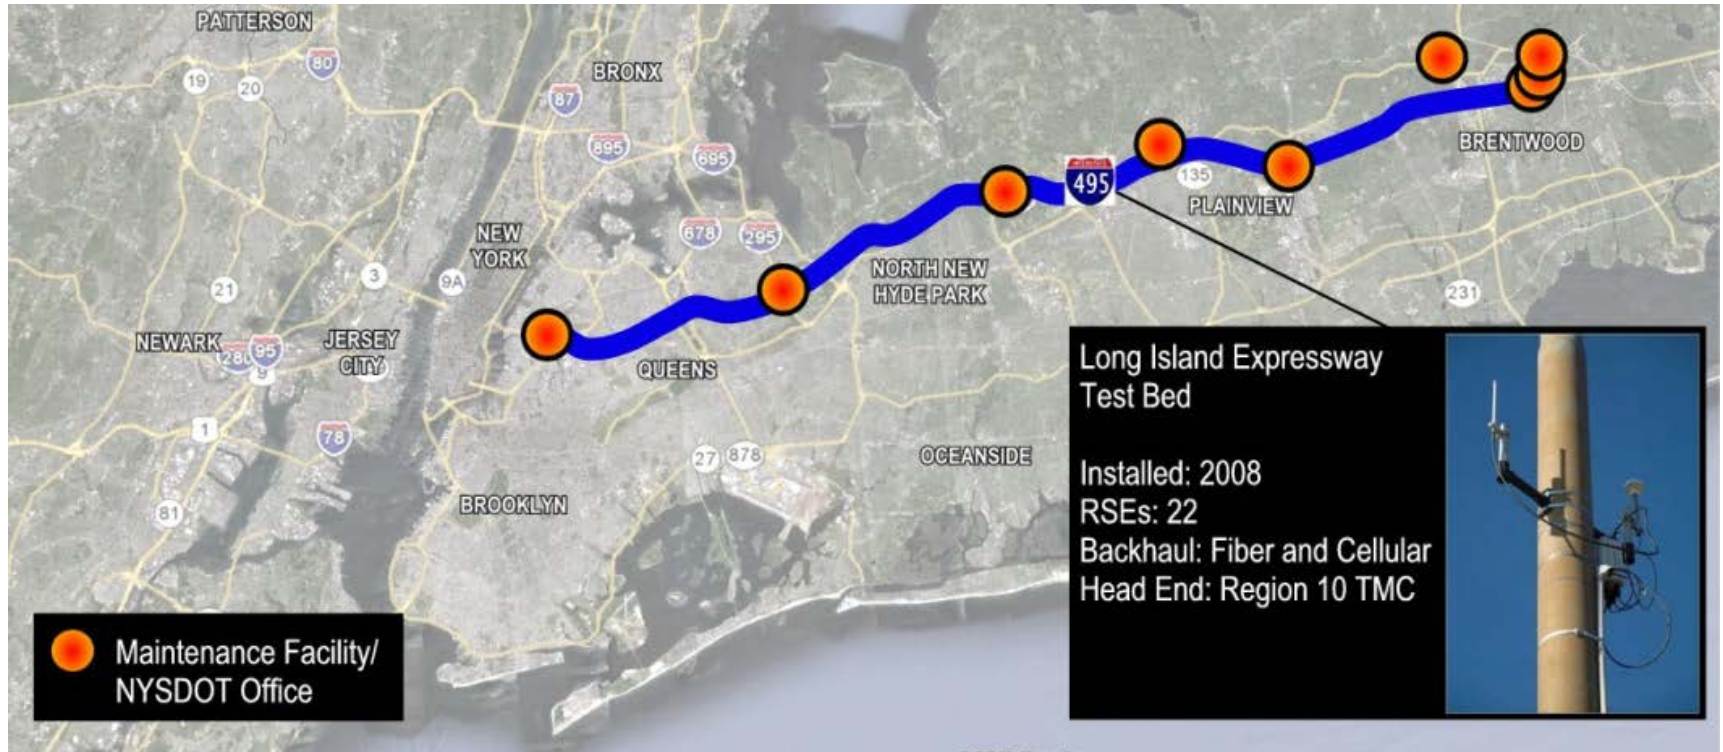 PATTERSON
80
19
20
BRONX
87
895
695
495
135
PLAINVIEW
BRENTWOOD
NEW
YORK
678
295
NORTH NEW
HYDE PARK
231
3
9A
21
NEWARK
280
95
9
JERSEY
CITY
QUEENS
1
78
27
878
OCEANSIDE
BROOKLYN
81
Long Island Expressway
Test Bed
Installed: 2008
RSEs: 22
Backhaul: Fiber and Cellular
Head End: Region 10 TMC
Maintenance Facility/
NYSDOT Office